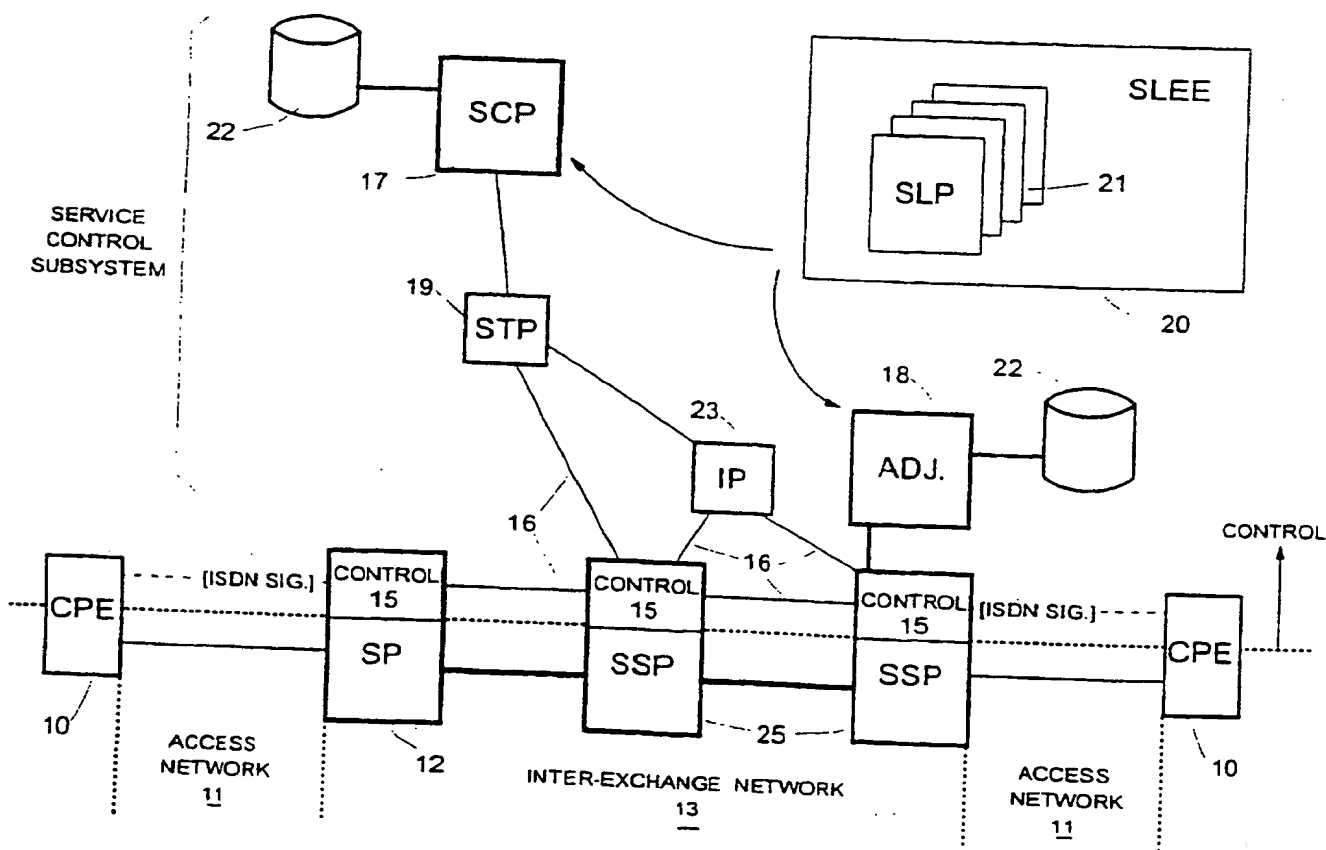 22
SCP
17
SLEE
SLP
21
20
SERVICE
CONTROL
SUBSYSTEM
19
STP
18
22
23
IP
ADJ.
16
16
CONTROL
CPE
[ISDN SIG.]
CONTROL
15
SP
CONTROL
15
SSP
CONTROL
15
SSP
[ISDN SIG.]
CPE
10
12
25
10
ACCESS
NETWORK
11
INTER-EXCHANGE NETWORK
13
ACCESS
NETWORK
11